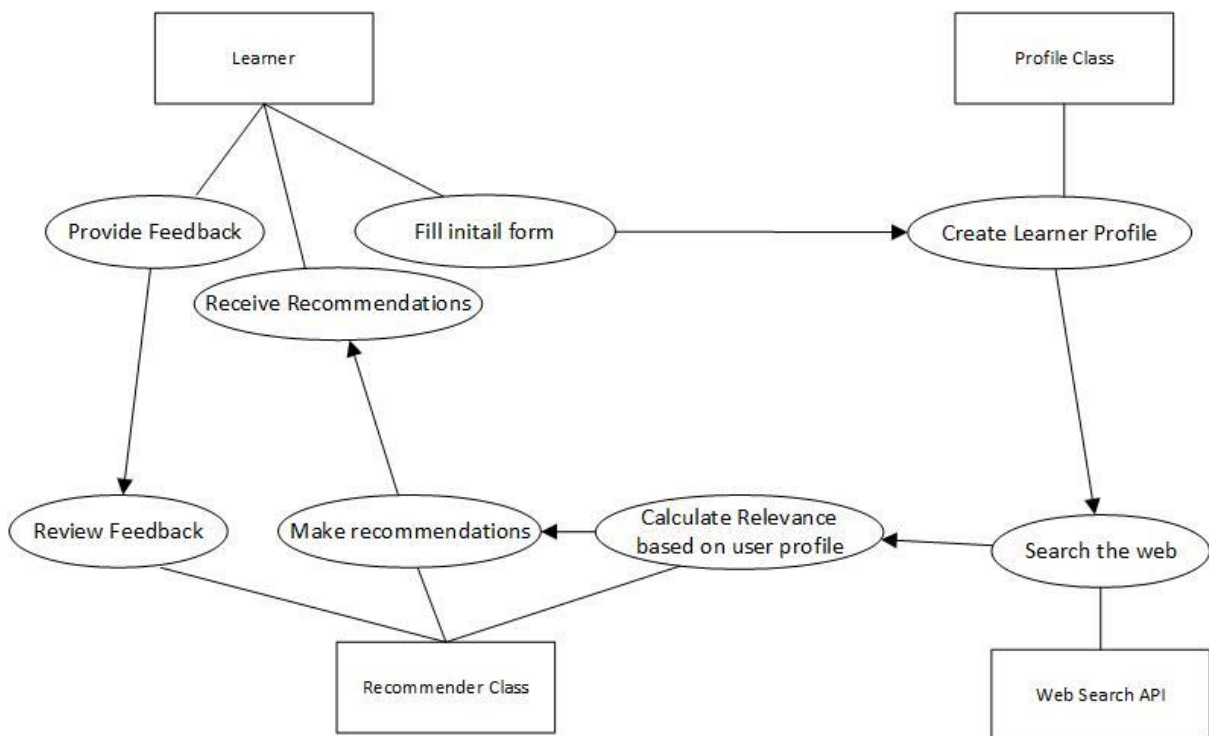 Learner
Profile Class
Provide Feedback
Fill initail form
Create Learner Profile
Receive Recommendations
Review Feedback
Make recommendations
Calculate Relevance
based on user profile
Search the web
Recommender Class
Web Search API